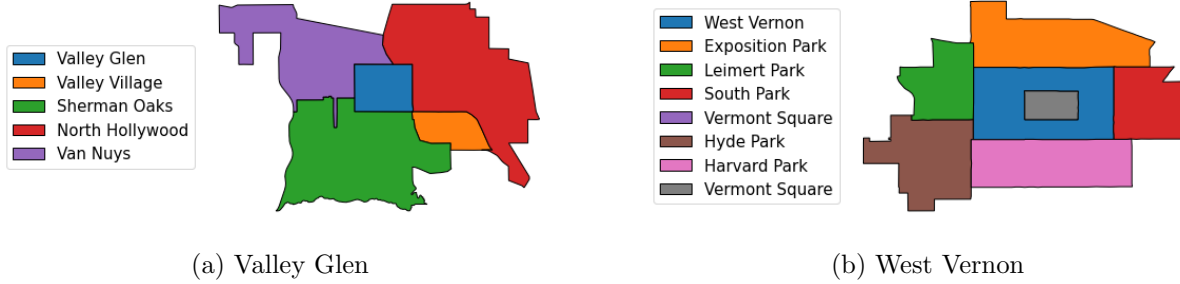 Valley Glen
Valley Village
Sherman Oaks
North Hollywood
Van Nuys
(a) Valley Glen
West Vernon
Exposition Park
Leimert Park
South Park
Vermont Square
Hyde Park
Harvard Park
Vermont Square
(b) West Vernon